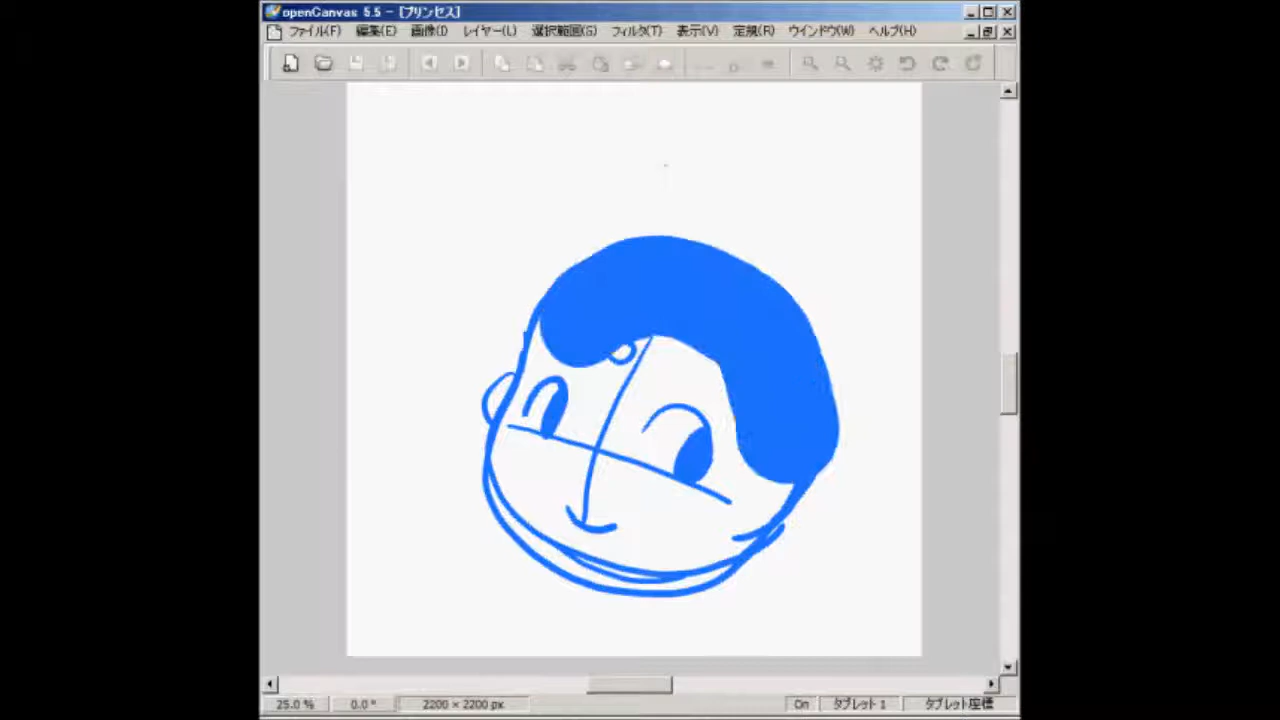 openCanvas 5.5 - [プリンセス]
ファイル(F) 編集(E) 画像(I) レイヤー(L) 選択範囲(S) フィルタ(T) 表示(V) 定規(R) ウインドウ(W) ヘルプ(H)
25.0 % 0.0 ° 2200 × 2200 px On タブレット 1 タブレット座標